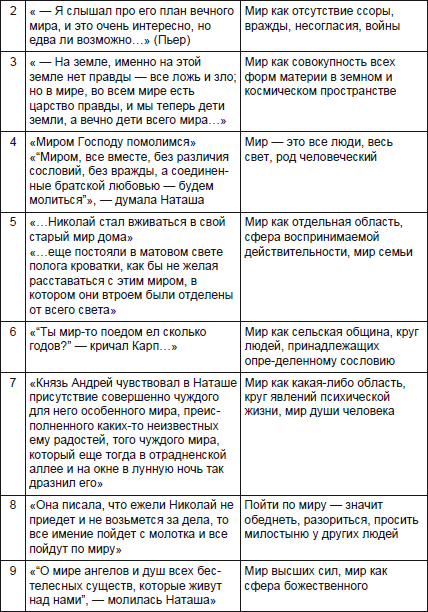 2
« — Я слышал про его план вечного
мира, и это очень интересно, но
едва ли возможно…» (Пьер)
Мир как отсутствие ссоры,
вражды, несогласия, войны
3
« — На земле, именно на этой
земле нет правды — все ложь и зло;
но в мире, во всем мире есть
царство правды, и мы теперь дети
земли, а вечно дети всего мира…»
Мир как совокупность всех
форм материи в земном и
космическом пространстве
4
«Миром Господу помолимся»
«“Миром, все вместе, без различия
сословий, без вражды, а соединен-
ные братской любовью — будем
молиться”», — думала Наташа
Мир — это все люди, весь
свет, род человеческий
5
«…Николай стал вживаться в свой
старый мир дома»
«…еще постояли в матовом свете
полога кроватки, как бы не желая
расставаться с этим миром, в
котором они втроем были отделены
от всего света»
Мир как отдельная область,
сфера воспринимаемой
действительности, мир семьи
6
«“Ты мир-то поедом ел сколько
годов?” — кричал Карп…»
Мир как сельская община, круг
людей, принадлежащих
опре-деленному сословию
7
«Князь Андрей чувствовал в Наташе
присутствие совершенно чуждого
для него особенного мира, преис-
полненного каких-то неизвестных
ему радостей, того чуждого мира,
который еще тогда в отрадненской
аллее и на окне в лунную ночь так
дразнил его»
Мир как какая-либо область,
круг явлений психической
жизни, мир души человека
8
«Она писала, что ежели Николай не
приедет и не возьмется за дела, то
все имение пойдет с молотка и все
пойдут по миру»
Пойти по миру — значит
обеднеть, разориться, просить
милостыню у других людей
9
«“О мире ангелов и душ всех бес-
телесных существ, которые живут
над нами”, — молилась Наташа»
Мир высших сил, мир как
сфера божественного